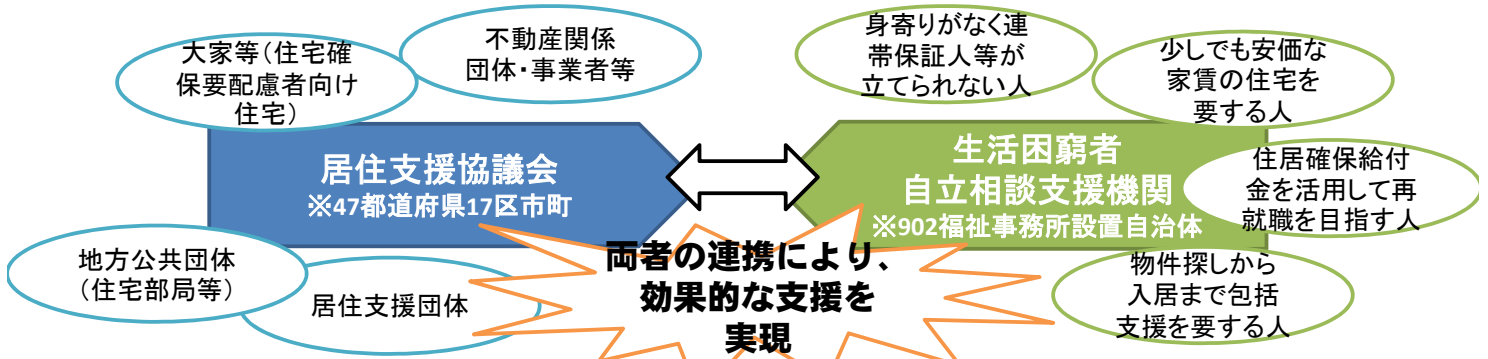 大家等（住宅確
保要配慮者向け
住宅）
不動産関係
団体・事業者等
居住支援協議会
※47都道府県17区市町
地方公共団体
（住宅部局等）
居住支援団体
身寄りがなく連
帯保証人等が
立てられない人
少しでも安価な
家賃の住宅を
要する人
生活困窮者
自立相談支援機関
※902福祉事務所設置自治体
住居確保給付
金を活用して再
就職を目指す人
物件探しから
入居まで包括
支援を要する人
両者の連携により、
効果的な支援を
実現